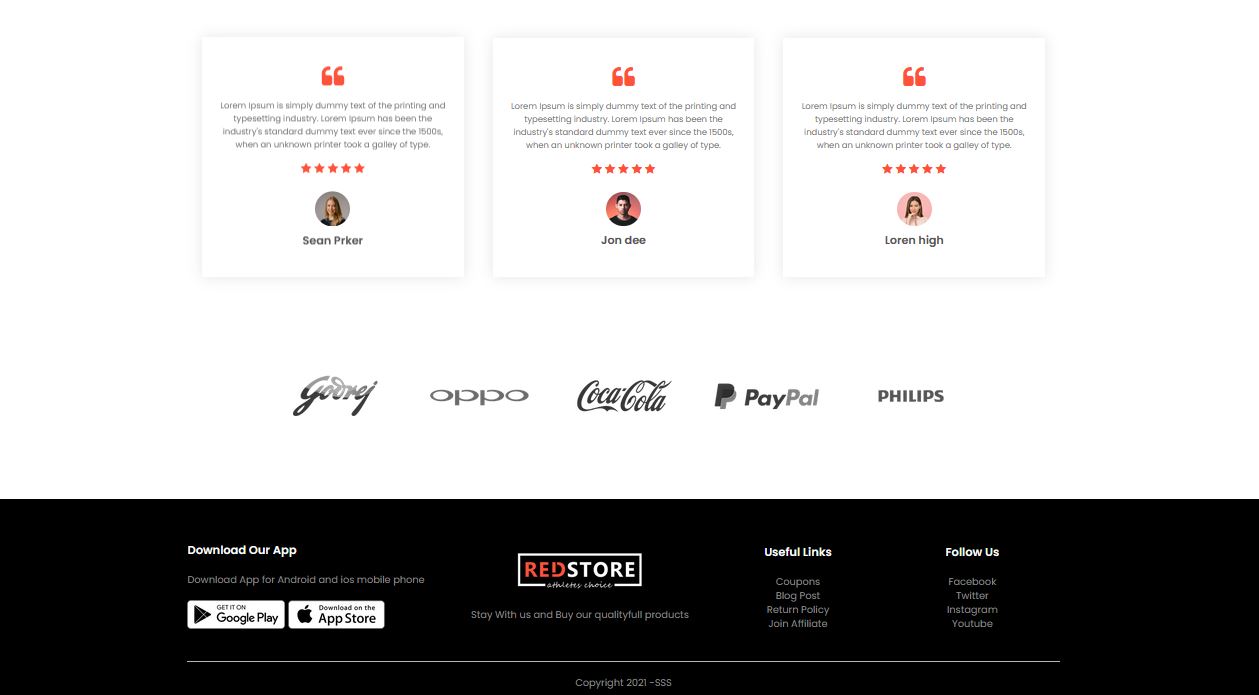 Lorem Ipsum is simply dummy text of the printing and
typesetting industry. Lorem Ipsum has been the
industry's standard dummy text ever since the 1500s,
when an unknown printer took a galley of type.
Sean Prker
Lorem Ipsum is simply dummy text of the printing and
typesetting industry. Lorem Ipsum has been the
industry's standard dummy text ever since the 1500s,
when an unknown printer took a galley of type.
Jon dee
Lorem Ipsum is simply dummy text of the printing and
typesetting industry. Lorem Ipsum has been the
industry's standard dummy text ever since the 1500s,
when an unknown printer took a galley of type.
Loren high
Godrej
oppo
Coca-Cola
PayPal
PHILIPS
Download Our App
Download App for Android and ios mobile phone
GET IT ON
Google Play
Download on the
App Store
REDSTORE
athletes choice
Stay With us and Buy our qualityfull products
Useful Links
Coupons
Blog Post
Return Policy
Join Affiliate
Follow Us
Facebook
Twitter
Instagram
Youtube
Copyright 2021 -SSS